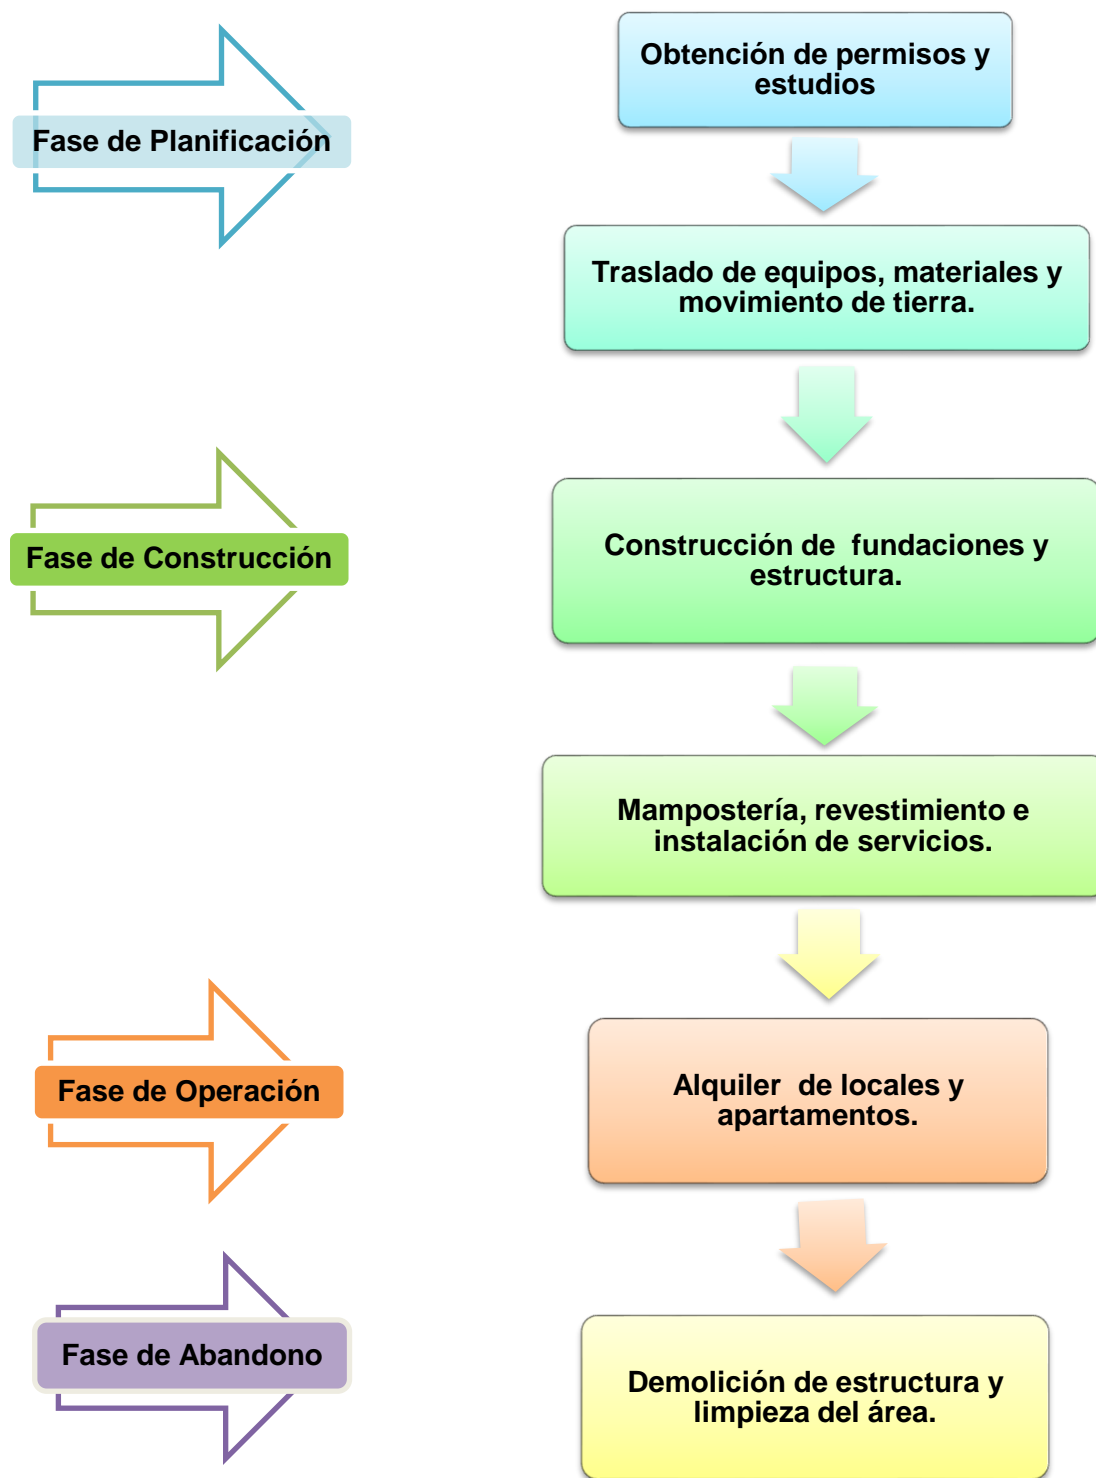 Obtención de permisos y
estudios
Fase de Planificación
Traslado de equipos, materiales y
movimiento de tierra.
Fase de Construcción
Construcción de  fundaciones y
estructura.
Mampostería, revestimiento e
instalación de servicios.
Fase de Operación
Alquiler  de locales y
apartamentos.
Fase de Abandono
Demolición de estructura y
limpieza del área.